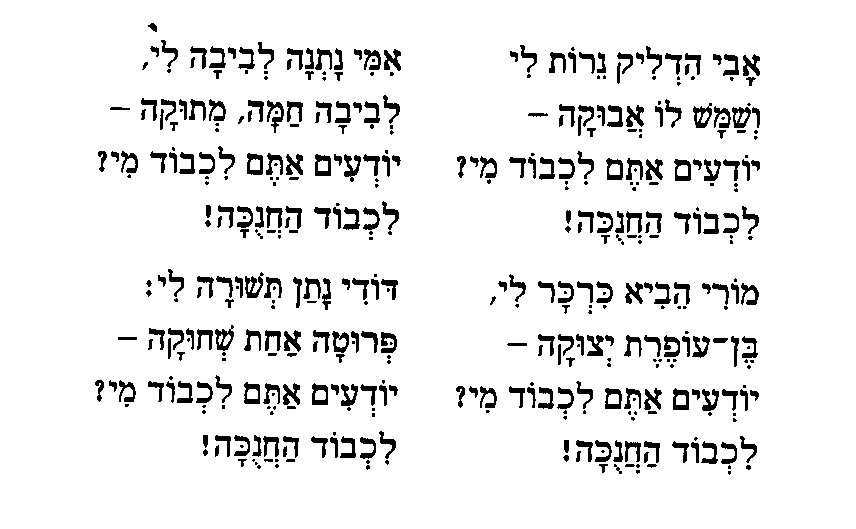 אָבִי הִדְלִיק נֵרוֹת לִי
וְשַׁמָּשׁ לוֹ אֲבוּקָה –
יוֹדְעִים אַתֶּם לִכְבוֹד מִי?
לִכְבוֹד הַחֲנֻכָּה!
מוֹרִי הֵבִיא כִּרְכָּר לִי,
בֶּן־עוֹפֶרֶת יְצוּקָה –
יוֹדְעִים אַתֶּם לִכְבוֹד מִי?
לִכְבוֹד הַחֲנֻכָּה!
אִמִּי נָתְנָה לְבִיבָה לִי,
לְבִיבָה חַמָּה, מְתוּקָה –
יוֹדְעִים אַתֶּם לִכְבוֹד מִי?
לִכְבוֹד הַחֲנֻכָּה!
דּוֹדִי נָתַן תְּשׁוּרָה לִי:
פְּרוּטָה אַחַת שְׁחוּקָה –
יוֹדְעִים אַתֶּם לִכְבוֹד מִי?
לִכְבוֹד הַחֲנֻכָּה!